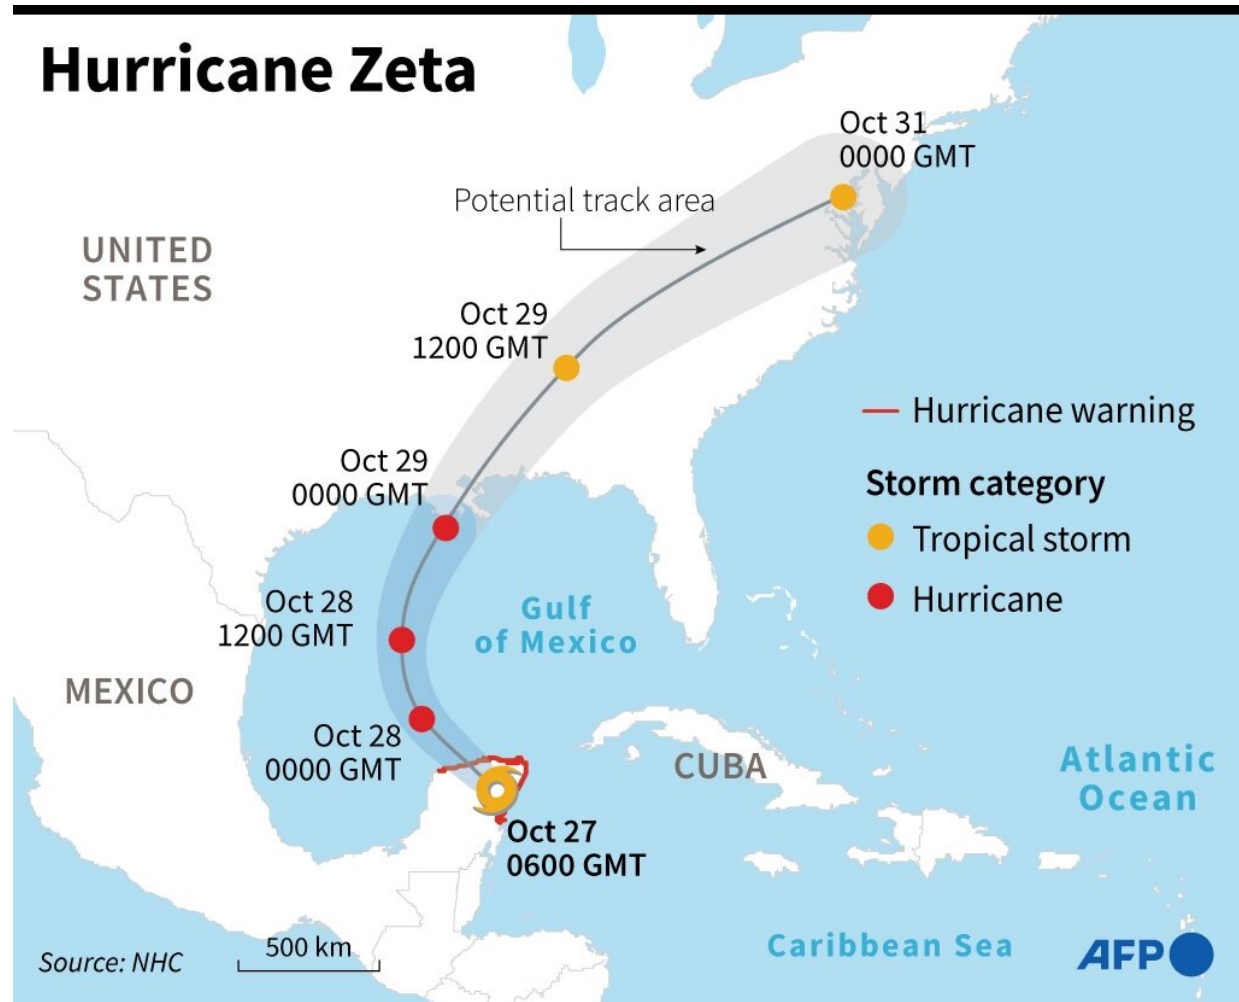 Hurricane Zeta
Oct 31
0000 GMT
Potential track area
UNITED
STATES
Oct 29
1200 GMT
Hurricane warning
Oct 29
0000 GMT
Storm category
Tropical storm
Hurricane
Oct 28
1200 GMT
Gulf
of Mexico
MEXICO
Oct 28
0000 GMT
CUBA
Atlantic
Ocean
Oct 27
0600 GMT
500 km
Source: NHC
Caribbean Sea
AFP